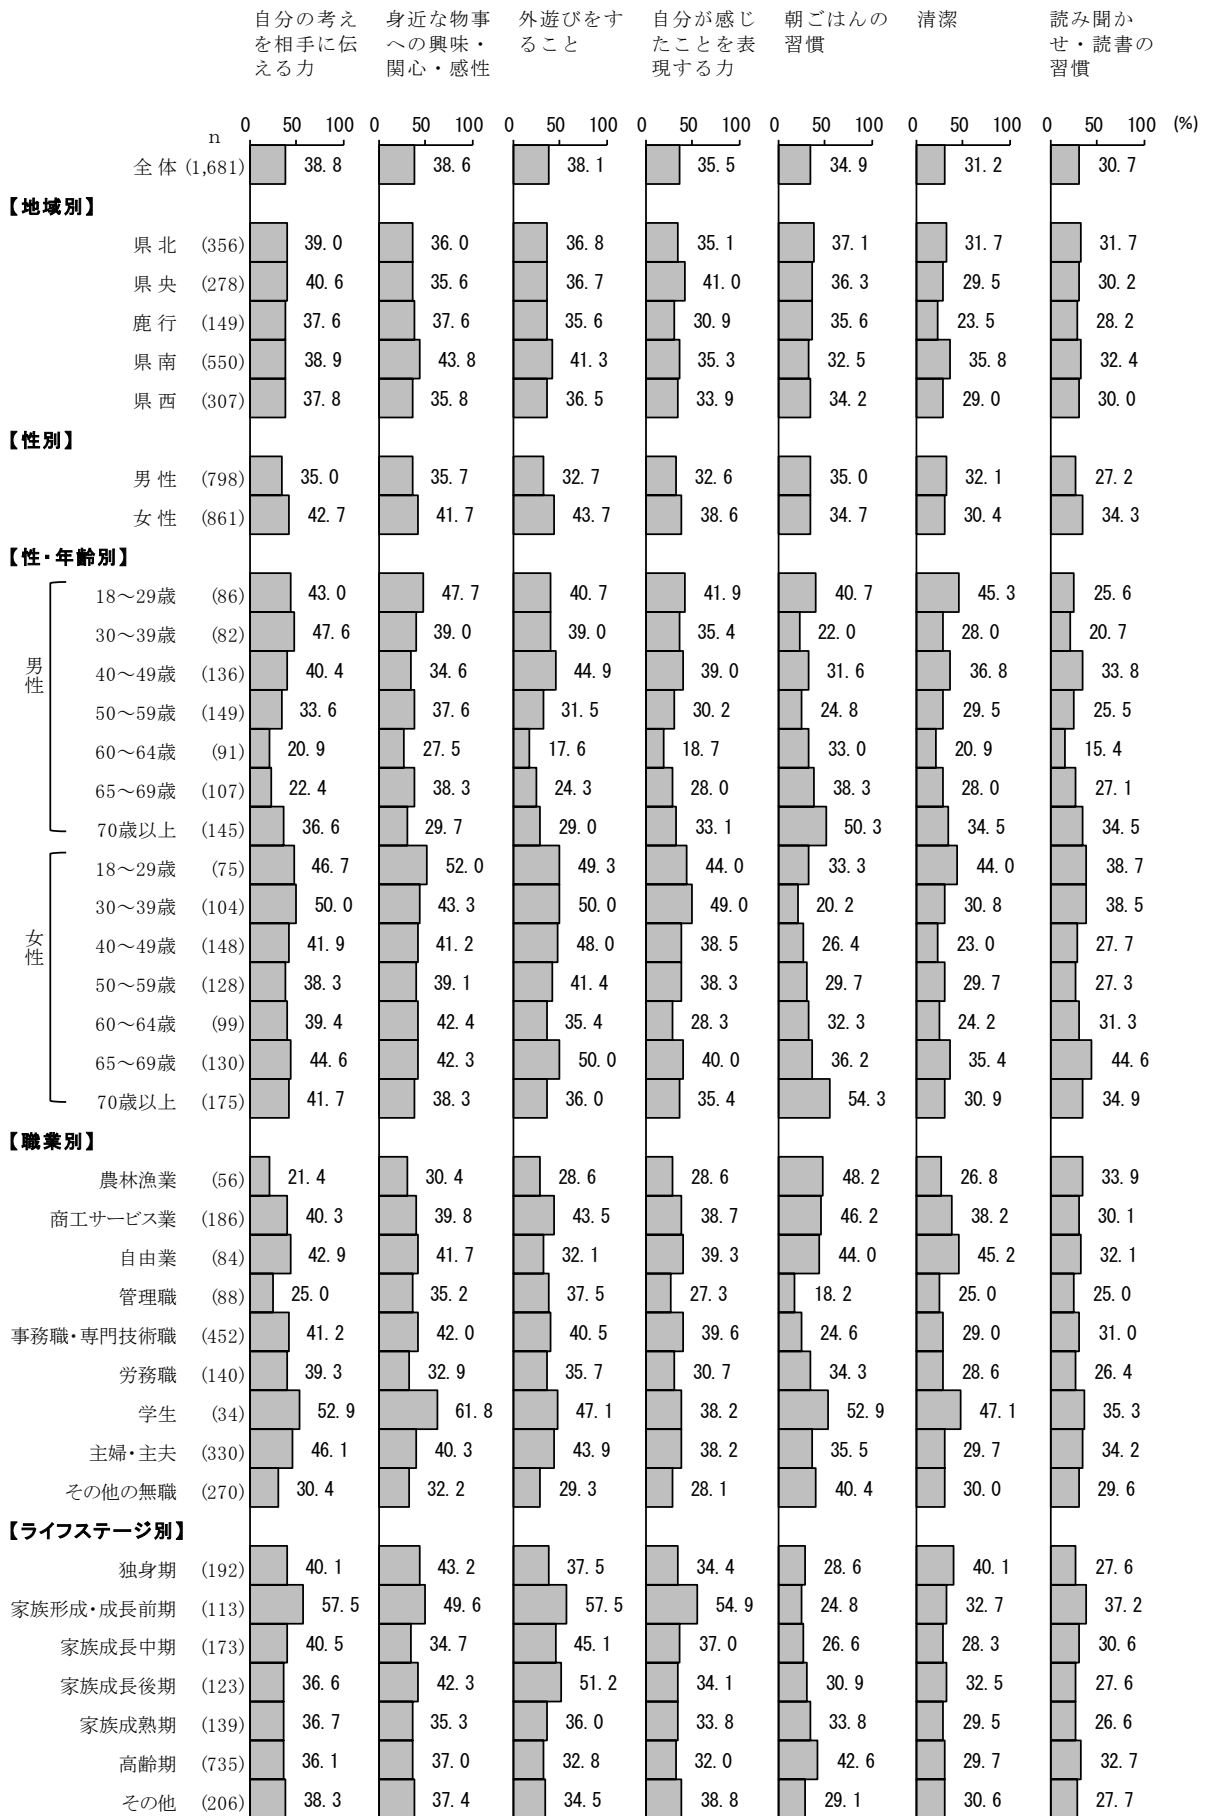 自分の考え
を相手に伝
える力
身近な物事
への興味・
関心・感性
外遊びをす
ること
自分が感じ
たことを表
現する力
朝ごはんの
習慣
清潔
読み聞か
せ・読書の
習慣
n 0 50 100 0 50 100 0 50 100 0 50 100 0 50 100 0 50 100 0 50 100 (%)
全体 (1,681) 38.8 38.6 38.1 35.5 34.9 31.2 30.7
【地域別】
県北 (356) 39.0 36.0 36.8 35.1 37.1 31.7 31.7
県央 (278) 40.6 35.6 36.7 41.0 36.3 29.5 30.2
鹿行 (149) 37.6 37.6 35.6 30.9 35.6 23.5 28.2
県南 (550) 38.9 43.8 41.3 35.3 32.5 35.8 32.4
県西 (307) 37.8 35.8 36.5 33.9 34.2 29.0 30.0
【性別】
男性 (798) 35.0 35.7 32.7 32.6 35.0 32.1 27.2
女性 (861) 42.7 41.7 43.7 38.6 34.7 30.4 34.3
【性・年齢別】
男性
18～29歳 (86) 43.0 47.7 40.7 41.9 40.7 45.3 25.6
30～39歳 (82) 47.6 39.0 39.0 35.4 22.0 28.0 20.7
40～49歳 (136) 40.4 34.6 44.9 39.0 31.6 36.8 33.8
50～59歳 (149) 33.6 37.6 31.5 30.2 24.8 29.5 25.5
60～64歳 (91) 20.9 27.5 17.6 18.7 33.0 20.9 15.4
65～69歳 (107) 22.4 38.3 24.3 28.0 38.3 28.0 27.1
70歳以上 (145) 36.6 29.7 29.0 33.1 50.3 34.5 34.5
女性
18～29歳 (75) 46.7 52.0 49.3 44.0 33.3 44.0 38.7
30～39歳 (104) 50.0 43.3 50.0 49.0 20.2 30.8 38.5
40～49歳 (148) 41.9 41.2 48.0 38.5 26.4 23.0 27.7
50～59歳 (128) 38.3 39.1 41.4 38.3 29.7 29.7 27.3
60～64歳 (99) 39.4 42.4 35.4 28.3 32.3 24.2 31.3
65～69歳 (130) 44.6 42.3 50.0 40.0 36.2 35.4 44.6
70歳以上 (175) 41.7 38.3 36.0 35.4 54.3 30.9 34.9
【職業別】
農林漁業 (56) 21.4 30.4 28.6 28.6 48.2 26.8 33.9
商工サービス業 (186) 40.3 39.8 43.5 38.7 46.2 38.2 30.1
自由業 (84) 42.9 41.7 32.1 39.3 44.0 45.2 32.1
管理職 (88) 25.0 35.2 37.5 27.3 18.2 25.0 25.0
事務職・専門技術職 (452) 41.2 42.0 40.5 39.6 24.6 29.0 31.0
労務職 (140) 39.3 32.9 35.7 30.7 34.3 28.6 26.4
学生 (34) 52.9 61.8 47.1 38.2 52.9 47.1 35.3
主婦・主夫 (330) 46.1 40.3 43.9 38.2 35.5 29.7 34.2
その他の無職 (270) 30.4 32.2 29.3 28.1 40.4 30.0 29.6
【ライフステージ別】
独身期 (192) 40.1 43.2 37.5 34.4 28.6 40.1 27.6
家族形成・成長前期 (113) 57.5 49.6 57.5 54.9 24.8 32.7 37.2
家族成長中期 (173) 40.5 34.7 45.1 37.0 26.6 28.3 30.6
家族成長後期 (123) 36.6 42.3 51.2 34.1 30.9 32.5 27.6
家族成熟期 (139) 36.7 35.3 36.0 33.8 33.8 29.5 26.6
高齢期 (735) 36.1 37.0 32.8 32.0 42.6 29.7 32.7
その他 (206) 38.3 37.4 34.5 38.8 29.1 30.6 27.7